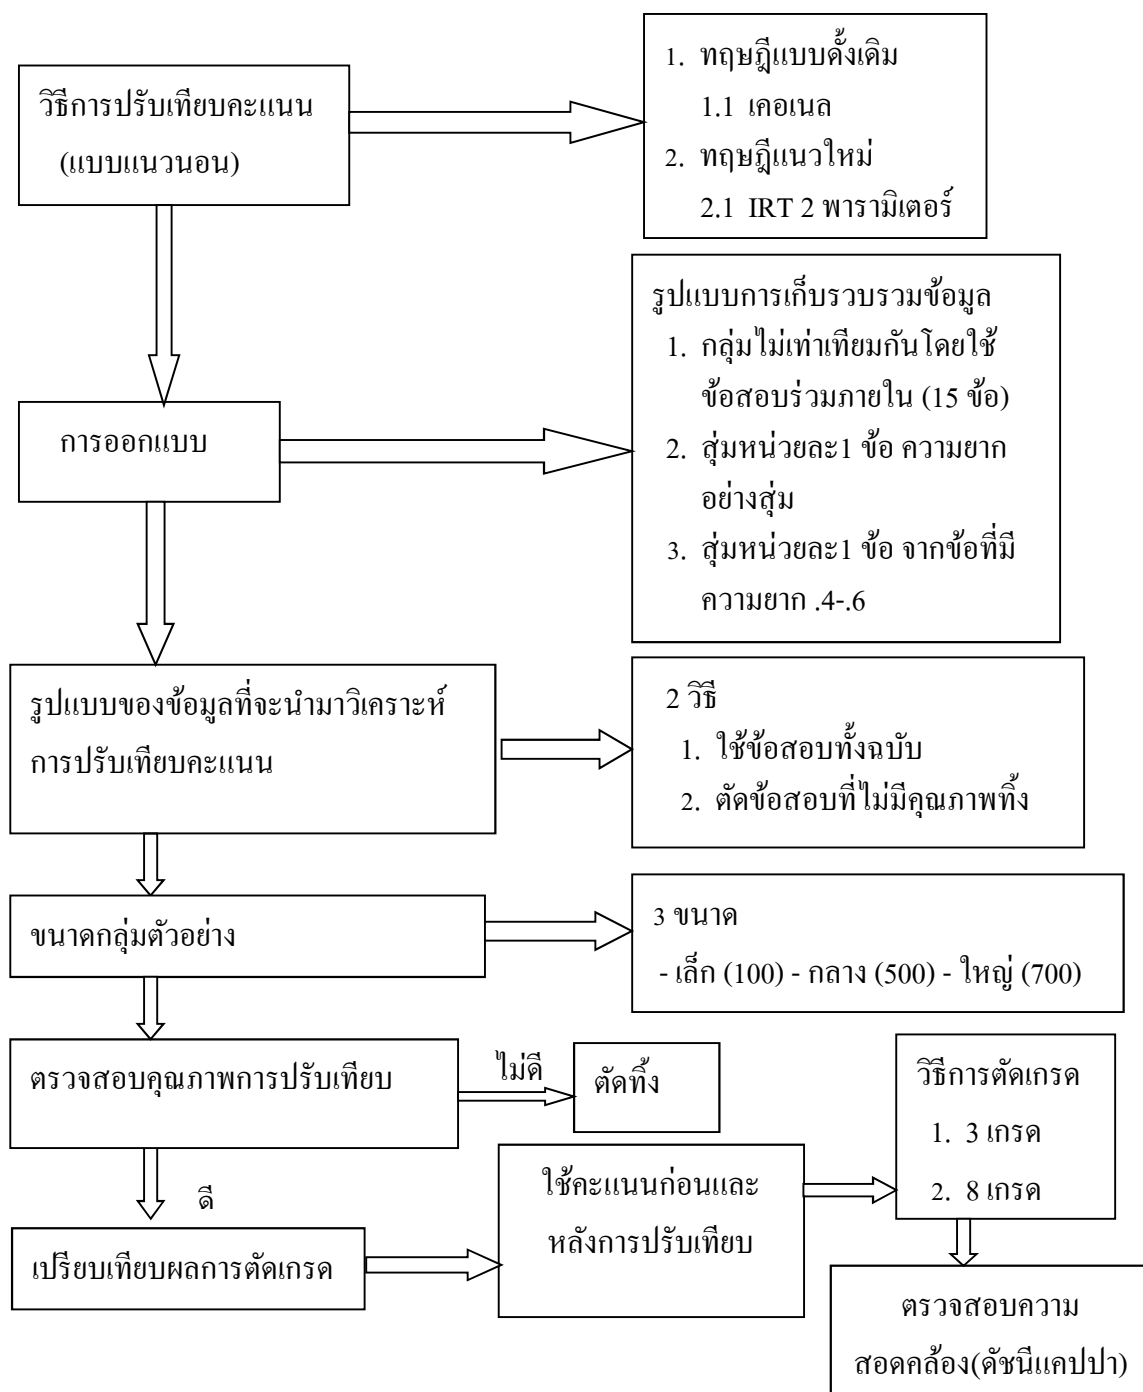 วิธีการปรับเทียบคะแนน
(แบบแนวนอน)
1. ทฤษฎีแบบดั้งเดิม
1.1 เคอเนล
2. ทฤษฎีแนวใหม่
2.1 IRT 2 พารามิเตอร์
การออกแบบ
รูปแบบการเก็บรวบรวมข้อมูล
1. กลุ่มไม่เท่าเทียมกันโดยใช้
ข้อสอบร่วมภายใน (15 ข้อ)
2. สุ่มหน่วยละ1 ข้อ ความยาก
อย่างสุ่ม
3. สุ่มหน่วยละ1 ข้อ จากข้อที่มี
ความยาก .4-.6
รูปแบบของข้อมูลที่จะนำมาวิเคราะห์
การปรับเทียบคะแนน
2 วิธี
1. ใช้ข้อสอบทั้งฉบับ
2. ตัดข้อสอบที่ไม่มีคุณภาพทิ้ง
ขนาดกลุ่มตัวอย่าง
3 ขนาด
- เล็ก (100) - กลาง (500) - ใหญ่ (700)
ตรวจสอบคุณภาพการปรับเทียบ
ไม่ดี
ตัดทิ้ง
ดี
เปรียบเทียบผลการตัดเกรด
ใช้คะแนนก่อนและ
หลังการปรับเทียบ
วิธีการตัดเกรด
1. 3 เกรด
2. 8 เกรด
ตรวจสอบความ
สอดคล้อง(ดัชนีแคปปา)